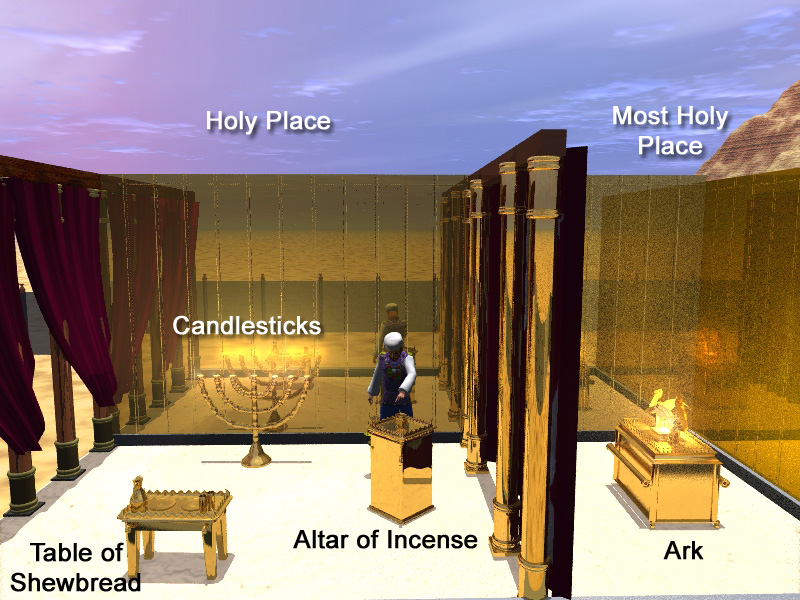 Holy Place
Most Holy
Place
Candlesticks
Altar of Incense
Table of
Shewbread
Ark